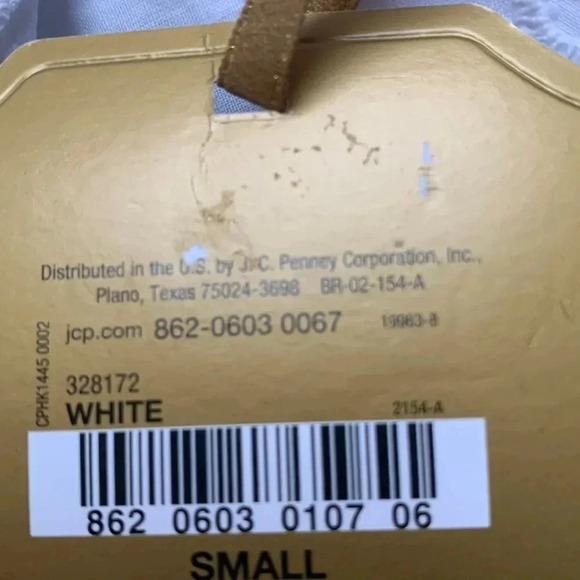 Distributed in the U.S. by J. C. Penney Corporation, Inc.,
Plano, Texas 75024-3698 BR-02-154-A
jcp.com 862-0603 0067 19963-8
CPHK1445 0002
328172
WHITE 2154-A
862 0603 0107 06
SMALL